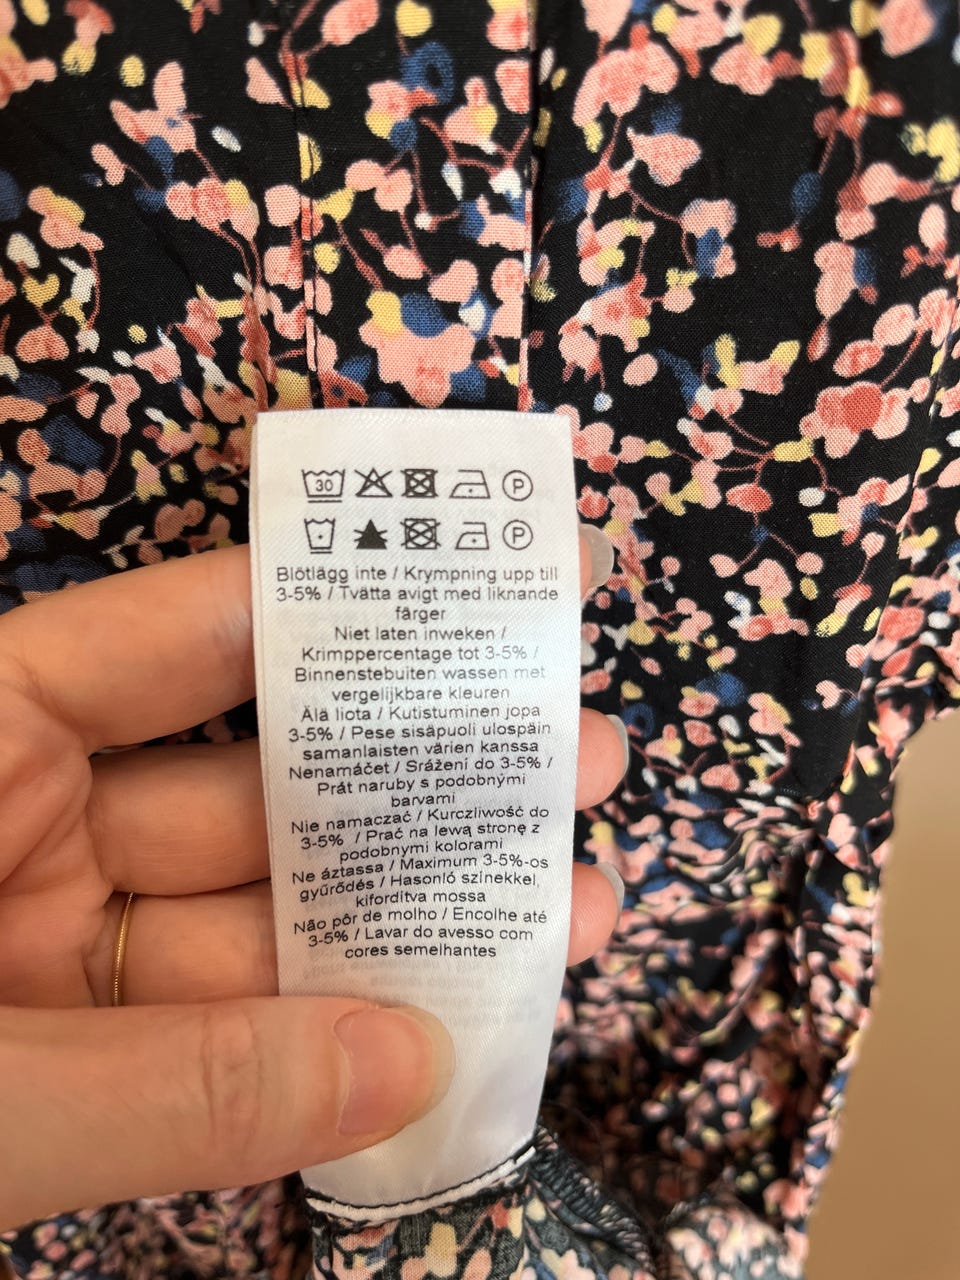 30 P
P
Blötlägg inte / Krympning upp till
3-5% / Tvätta avigt med liknande
färger
Niet laten inweken /
Krimppercentage tot 3-5% /
Binnenstebuiten wassen met
vergelijkbare kleuren
Älä liota / Kutistuminen jopa
3-5% / Pese sisäpuoli ulospäin
samanlaisten värien kanssa
Nenamáčet / Srážení do 3-5% /
Prát naruby s podobnými
barvami
Nie namaczać / Kurczliwość do
3-5% / Prać na lewą stronę z
podobnymi kolorami
Ne áztassa / Maximum 3-5%-os
gyűrődés / Hasonló színekkel,
kifordítva mossa
Não pôr de molho / Encolhe até
3-5% / Lavar do avesso com
cores semelhantes